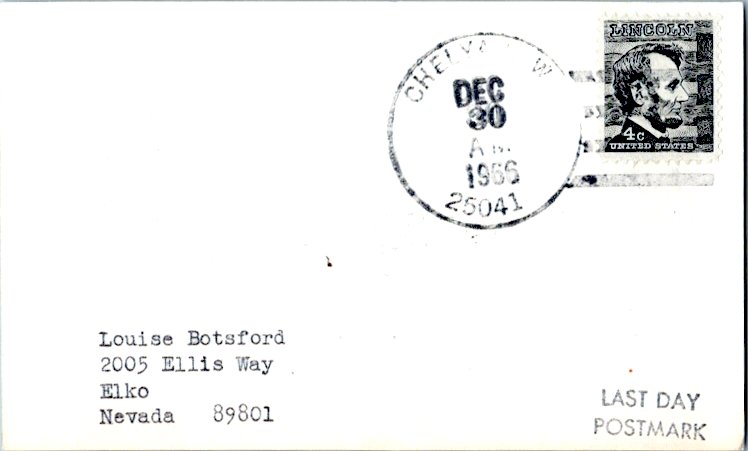 LINCOLN
4c
UNITED STATES
DEC
30
A.M.
1966
25041
Louise Botsford
2005 Ellis Way
Elko
Nevada 89801
LAST DAY
POSTMARK